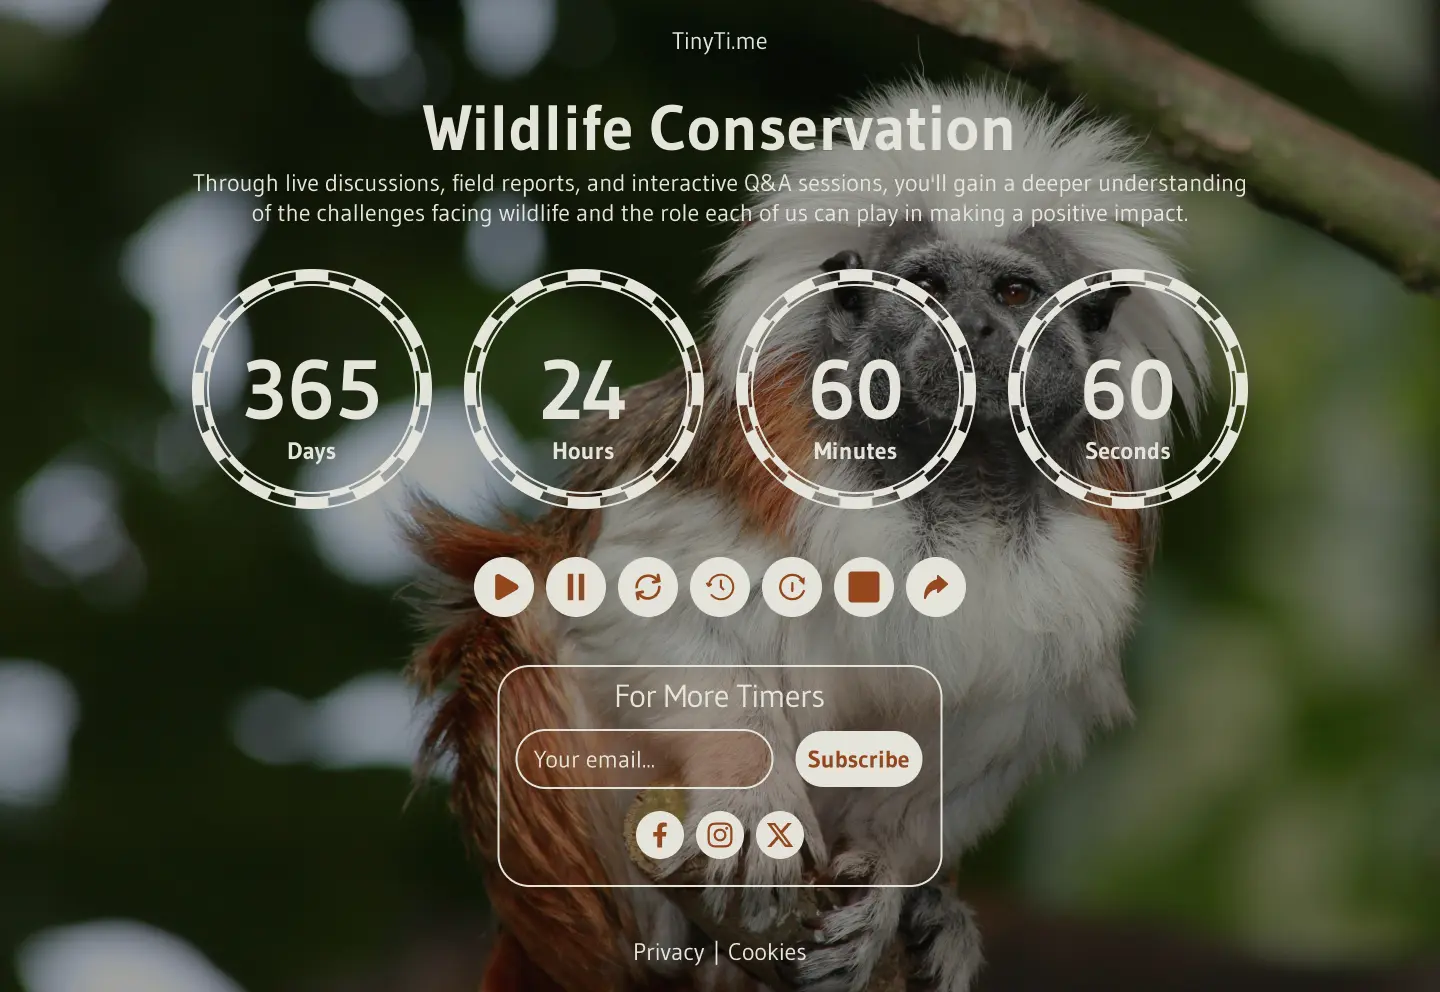 TinyTi.me
Wildlife Conservation
Through live discussions, field reports, and interactive Q&A sessions, you'll gain a deeper understanding
of the challenges facing wildlife and the role each of us can play in making a positive impact.
365 24 60 60
Days Hours Minutes Seconds
For More Timers
Your email... Subscribe
Privacy | Cookies